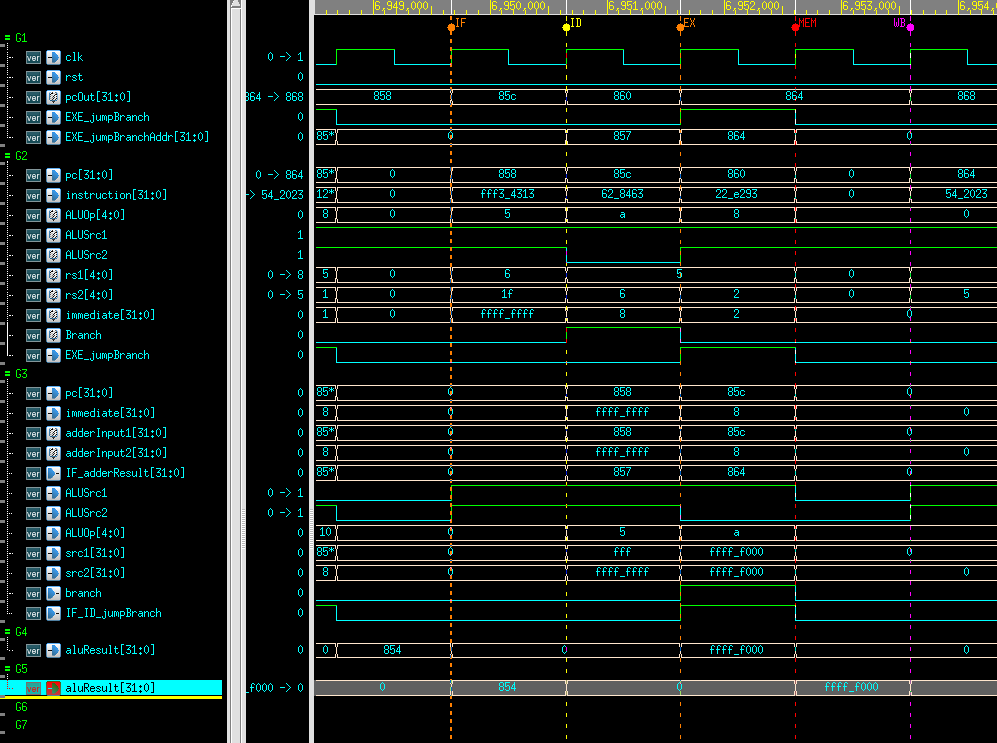 6,949,000 6,950,000 6,951,000 6,952,000 6,953,000 6,954,
IF ID EX MEM WB
G1
ver clk 0 -> 1
ver rst 0
ver pcOut[31:0] 864 -> 868 858 85c 860 864 868
ver EXE_jumpBranch 0
ver EXE_jumpBranchAddr[31:0] 0 85* 0 857 864 0
G2
ver pc[31:0] 0 -> 864 85* 0 858 85c 860 0 864
ver instruction[31:0] -> 54_2023 12* 0 fff3_4313 62_8463 22_e293 0 54_2023
ver ALUOp[4:0] 0 8 0 5 a 8 0
ver ALUSrc1 1
ver ALUSrc2 1
ver rs1[4:0] 0 -> 8 5 0 6 5 0
ver rs2[4:0] 0 -> 5 1 0 1f 6 2 0 5
ver immediate[31:0] 0 1 0 ffff_ffff 8 2 0
ver Branch 0
ver EXE_jumpBranch 0
G3
ver pc[31:0] 0 85* 0 858 85c 0
ver immediate[31:0] 0 8 0 ffff_ffff 8 0
ver adderInput1[31:0] 0 85* 0 858 85c 0
ver adderInput2[31:0] 0 8 0 ffff_ffff 8 0
ver IF_adderResult[31:0] 0 85* 0 857 864 0
ver ALUSrc1 0 -> 1
ver ALUSrc2 0 -> 1
ver ALUOp[4:0] 0 10 0 5 a 0
ver src1[31:0] 0 85* 0 fff ffff_f000 0
ver src2[31:0] 0 8 0 ffff_ffff ffff_f000 0
ver branch 0
ver IF_ID_jumpBranch 0
G4
ver aluResult[31:0] 0 0 854 0 ffff_f000 0
G5
ver aluResult[31:0] _f000 -> 0 0 854 0 ffff_f000
G6
G7